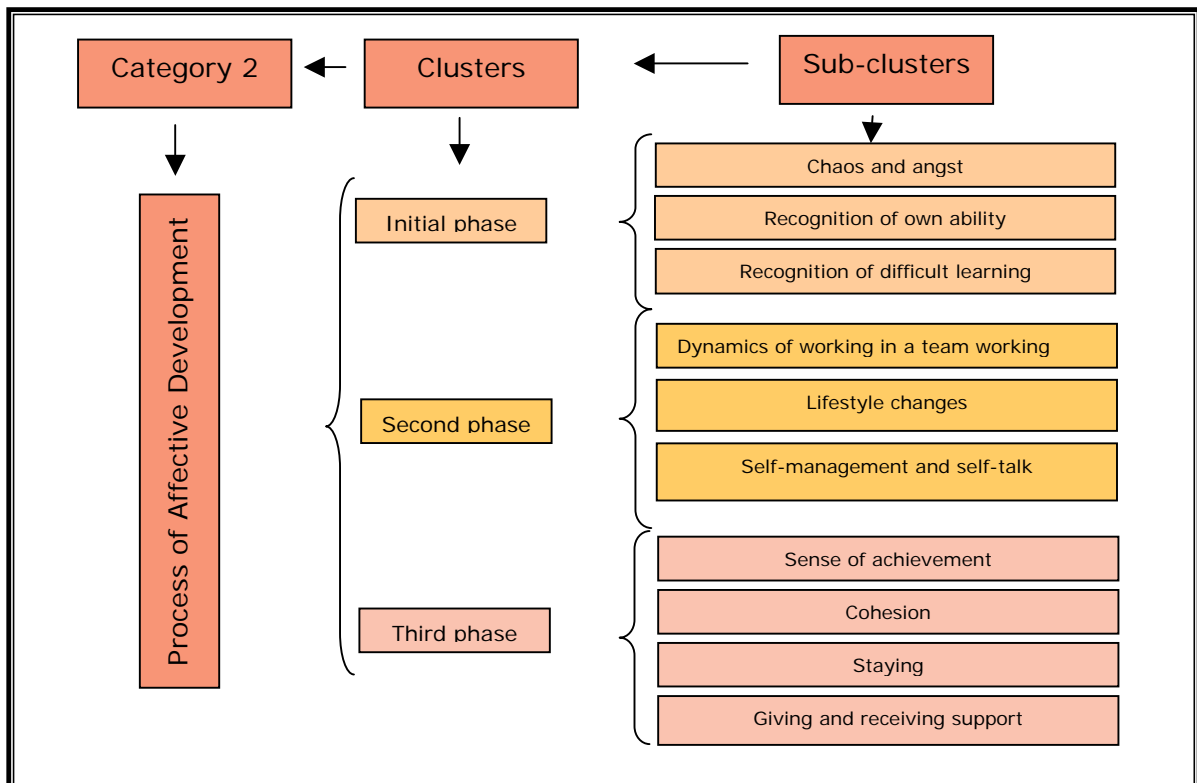 Category 2
Clusters
Sub-clusters
Process of Affective Development
Initial phase
Chaos and angst
Recognition of own ability
Recognition of difficult learning
Second phase
Dynamics of working in a team working
Lifestyle changes
Self-management and self-talk
Third phase
Sense of achievement
Cohesion
Staying
Giving and receiving support